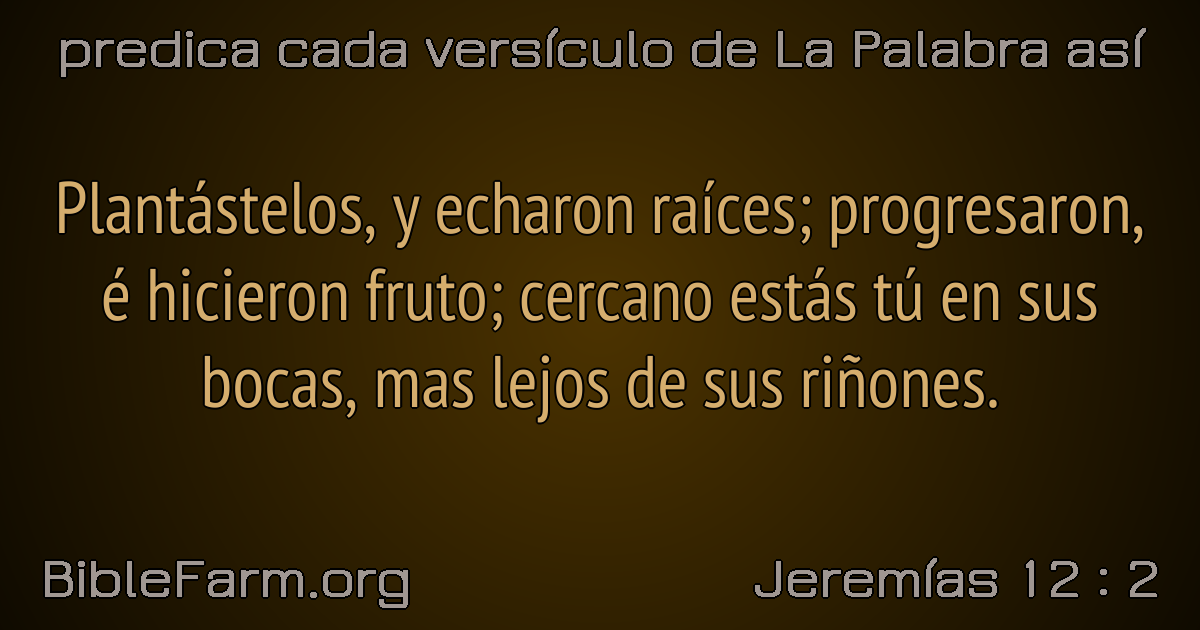 predica cada versículo de La Palabra así
Plantástelos, y echaron raíces; progresaron,
é hicieron fruto; cercano estás tú en sus
bocas, mas lejos de sus riñones.
BibleFarm.org
Jeremías 12 : 2